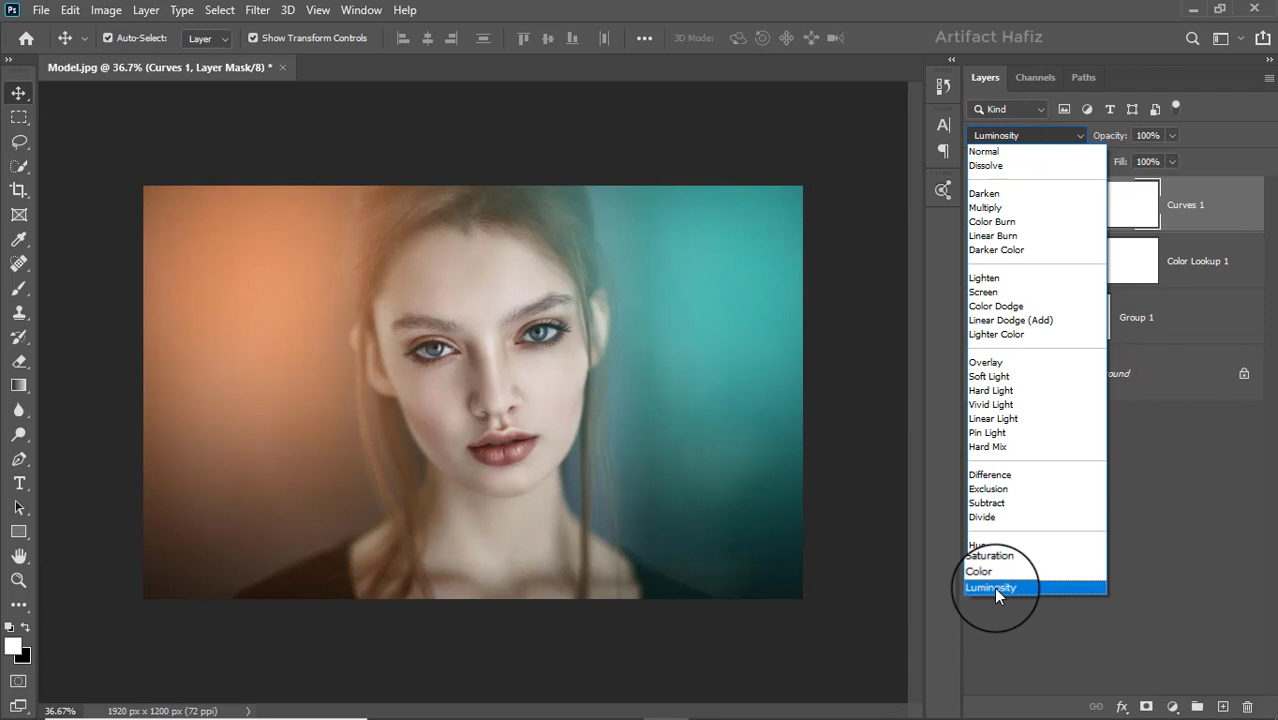 Ps File Edit Image Layer Type Select Filter 3D View Window Help
Auto-Select: Layer Show Transform Controls 3D Mode: Artifact Hafiz
Model.jpg @ 36.7% (Curves 1, Layer Mask/8) *
Layers Channels Paths
Kind
Luminosity Opacity: 100%
Normal
Dissolve
Fill: 100%
Darken
Multiply
Color Burn
Linear Burn
Darker Color
Lighten
Screen
Color Dodge
Linear Dodge (Add)
Lighter Color
Overlay
Soft Light
Hard Light
Vivid Light
Linear Light
Pin Light
Hard Mix
Difference
Exclusion
Subtract
Divide
Hue
Saturation
Color
Luminosity
Curves 1
Color Lookup 1
Group 1
ound
36.67% 1920 px x 1200 px (72 ppi)
fx